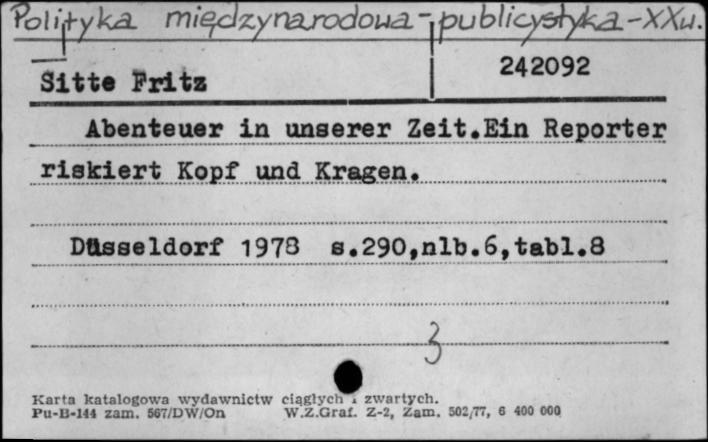 Polityka międzynarodowa - publicystyka - XXw.
Sitte Fritz
242092
Abenteuer in unserer Zeit.Ein Reporter
riskiert Kopf und Kragen.
Düsseldorf 1978 s.290,nlb.6,tabl.8
3
Karta katalogowa wydawnictw ciągłych i zwartych.
Pu-B-144 zam. 567/DW/On W.Z.Graf. Z-2, Zam. 502/77, 6 400 000